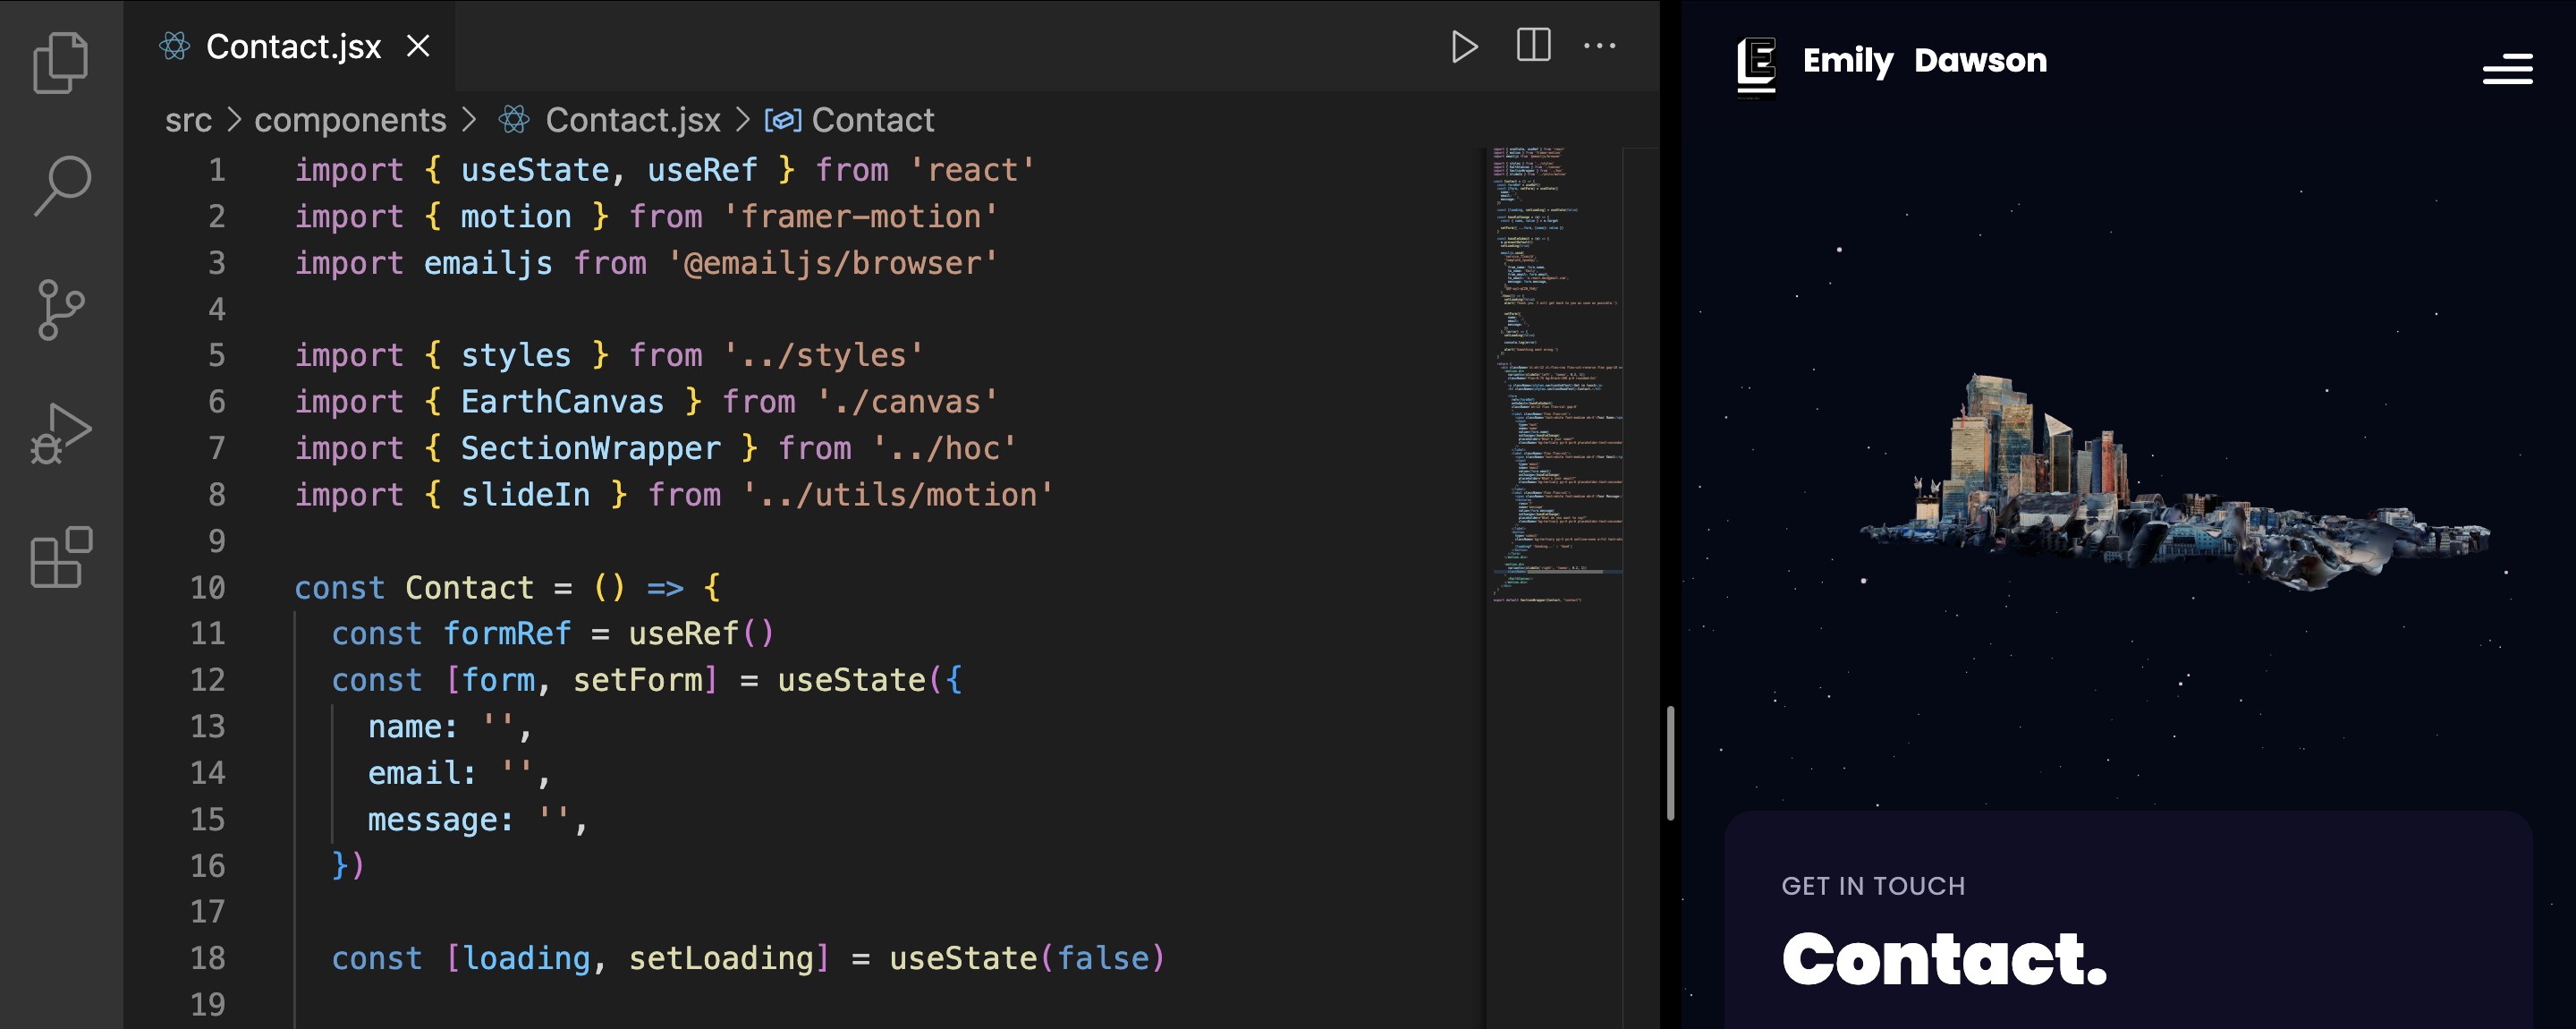 Contact.jsx
src > components > Contact.jsx > Contact
1 import { useState, useRef } from 'react'
2 import { motion } from 'framer-motion'
3 import emailjs from '@emailjs/browser'
4
5 import { styles } from '../styles'
6 import { EarthCanvas } from './canvas'
7 import { SectionWrapper } from '../hoc'
8 import { slideIn } from '../utils/motion'
9
10 const Contact = () => {
11 const formRef = useRef()
12 const [form, setForm] = useState({
13 name: '',
14 email: '',
15 message: '',
16 })
17
18 const [loading, setLoading] = useState(false)
19
E Emily Dawson
GET IN TOUCH
Contact.